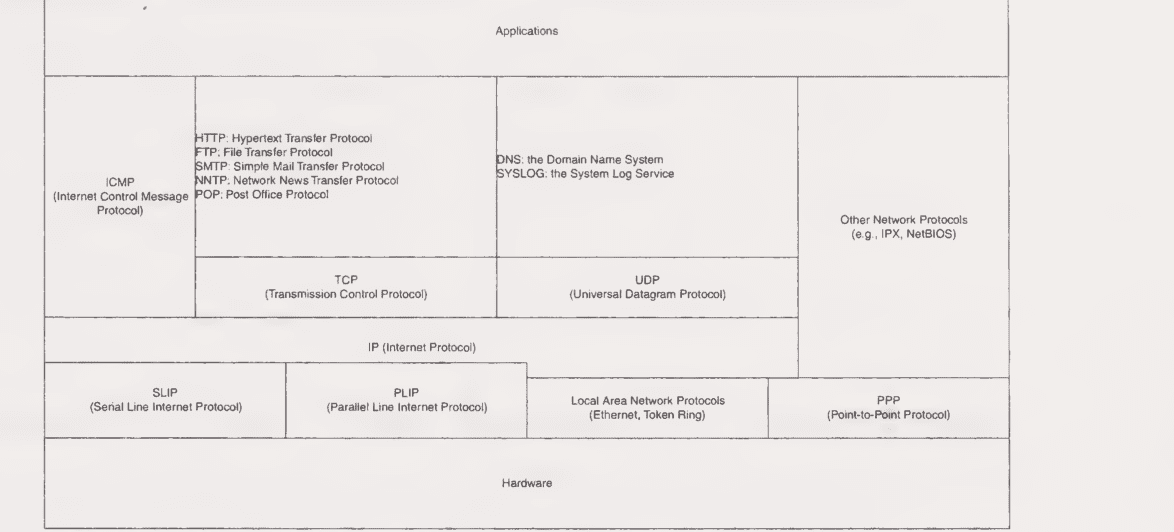 Applications
ICMP
(Internet Control Message
Protocol)
HTTP: Hypertext Transfer Protocol
FTP: File Transfer Protocol
SMTP: Simple Mail Transfer Protocol
NNTP: Network News Transfer Protocol
POP: Post Office Protocol
DNS: the Domain Name System
SYSLOG: the System Log Service
Other Network Protocols
(e.g., IPX, NetBIOS)
TCP
(Transmission Control Protocol)
UDP
(Universal Datagram Protocol)
IP (Internet Protocol)
SLIP
(Serial Line Internet Protocol)
PLIP
(Parallel Line Internet Protocol)
Local Area Network Protocols
(Ethernet, Token Ring)
PPP
(Point-to-Point Protocol)
Hardware